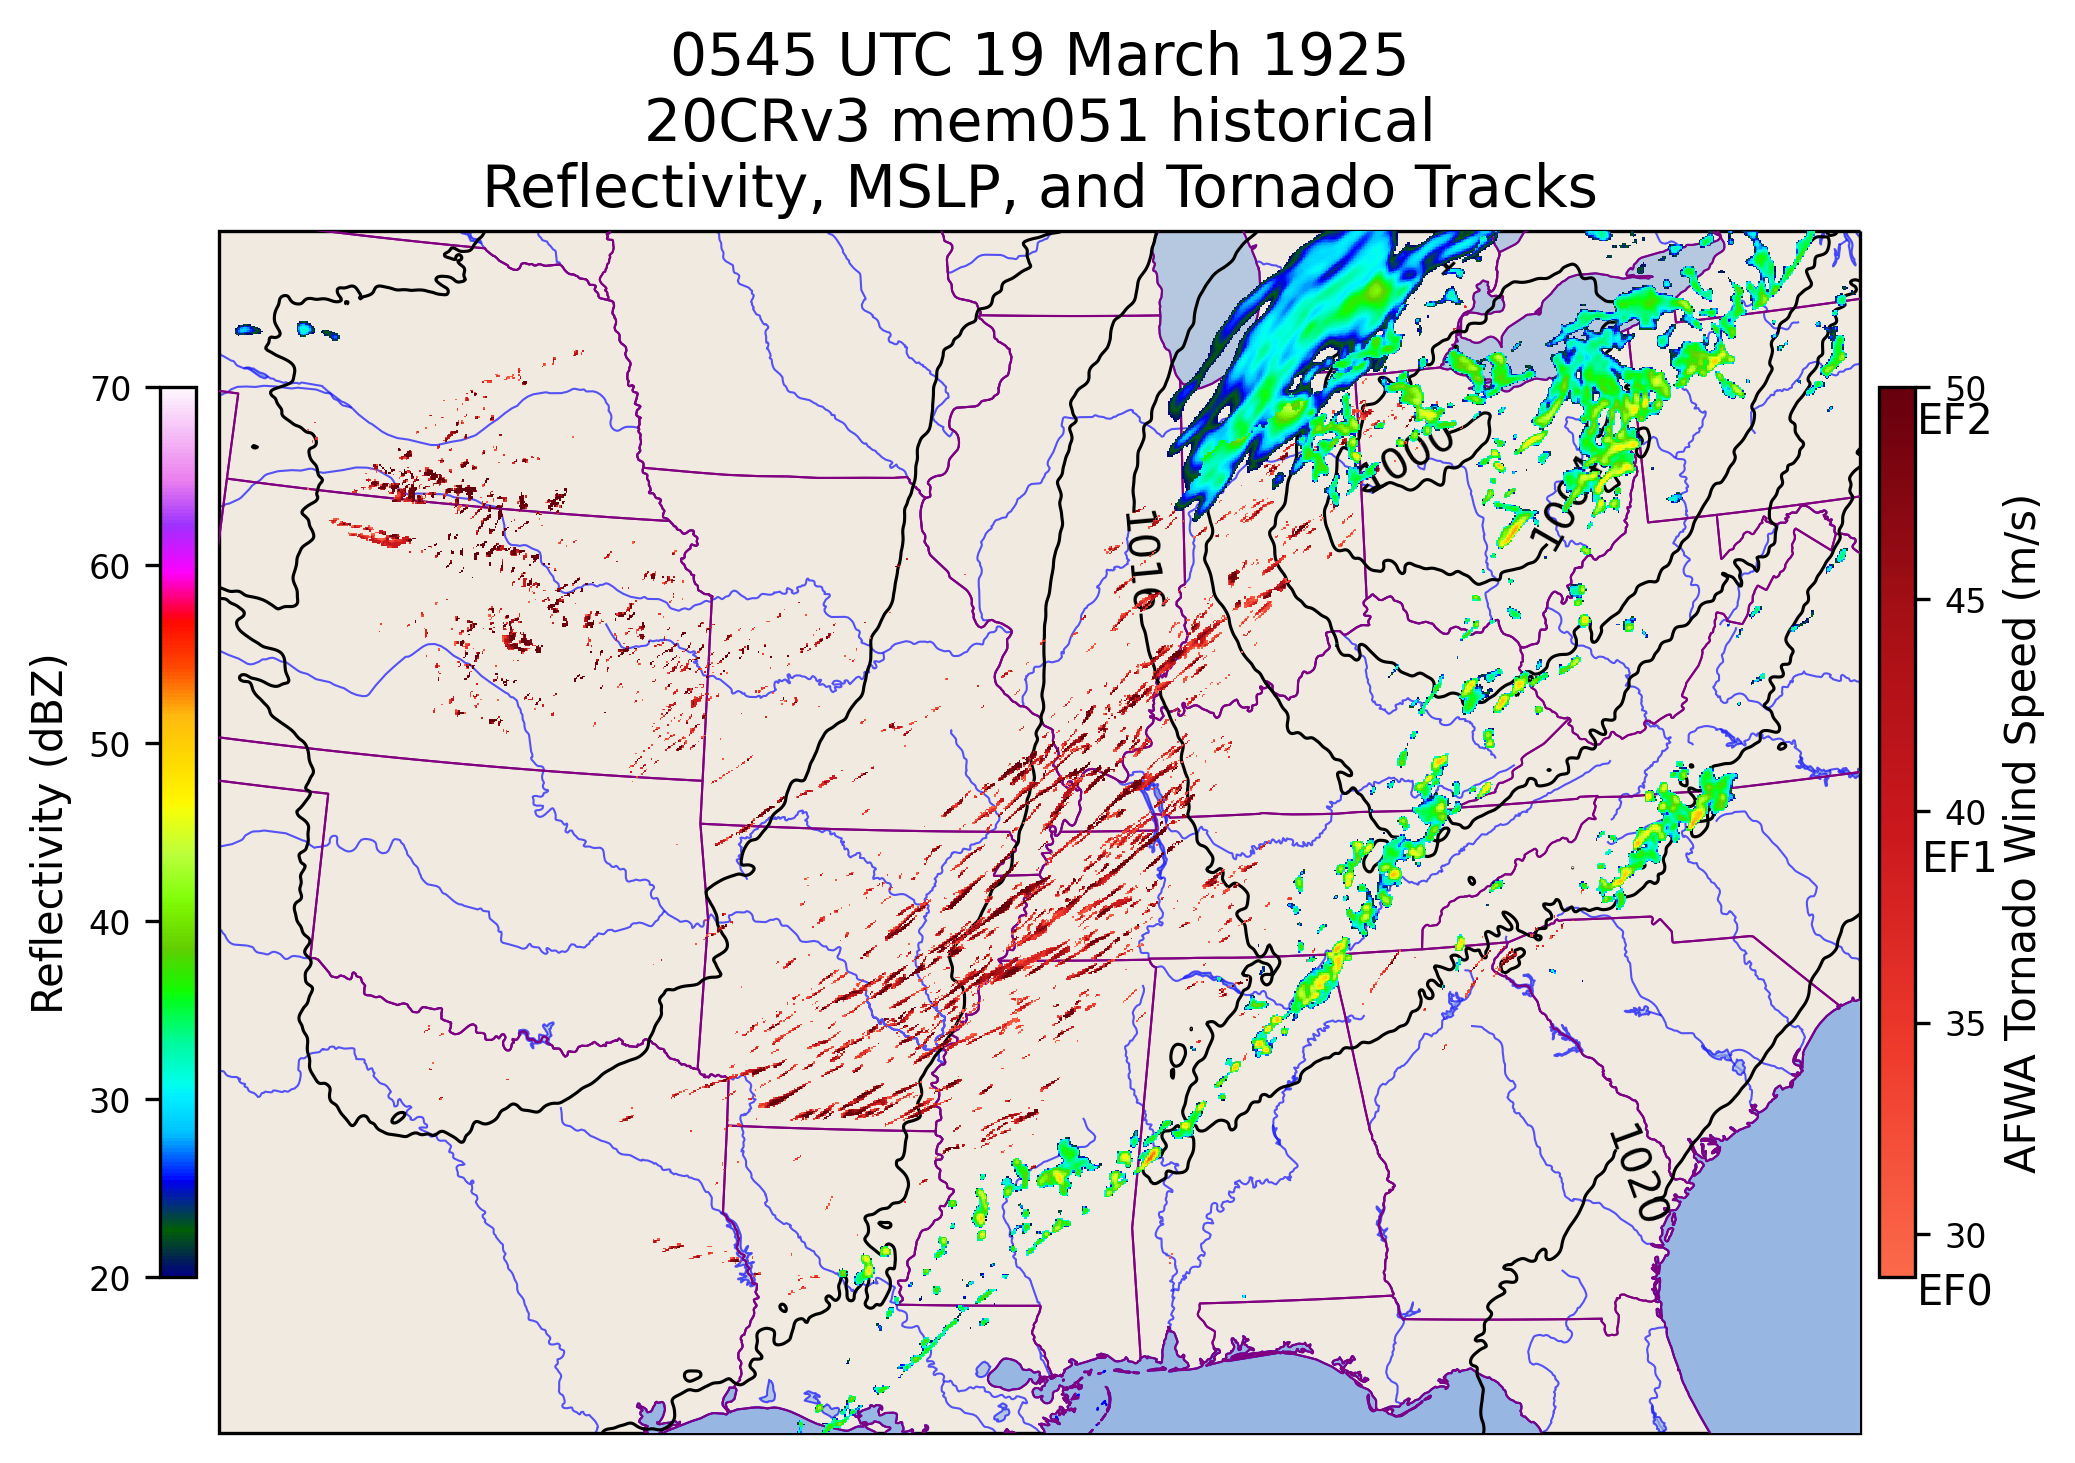 0545 UTC 19 March 1925
20CRv3 mem051 historical
Reflectivity, MSLP, and Tornado Tracks
Reflectivity (dBZ)
70
60
50
40
30
20
1000
1016
1020
50
EF2
45
40
EF1
35
30
EF0
AFWA Tornado Wind Speed (m/s)